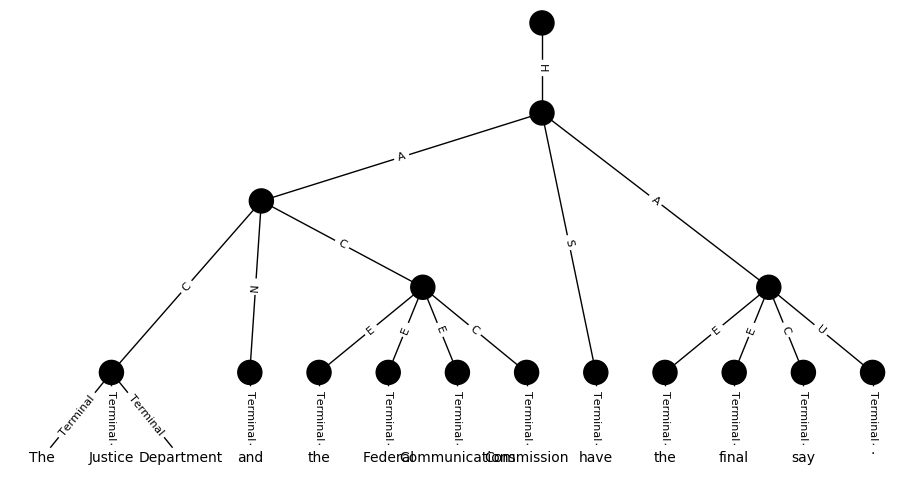 H
A
A
S
C
C
N
E
E
E
C
E
E
C
U
Terminal Terminal Terminal Terminal Terminal Terminal Terminal Terminal Terminal Terminal Terminal Terminal Terminal
The Justice Department and the Federal Communications Commission have the final say .